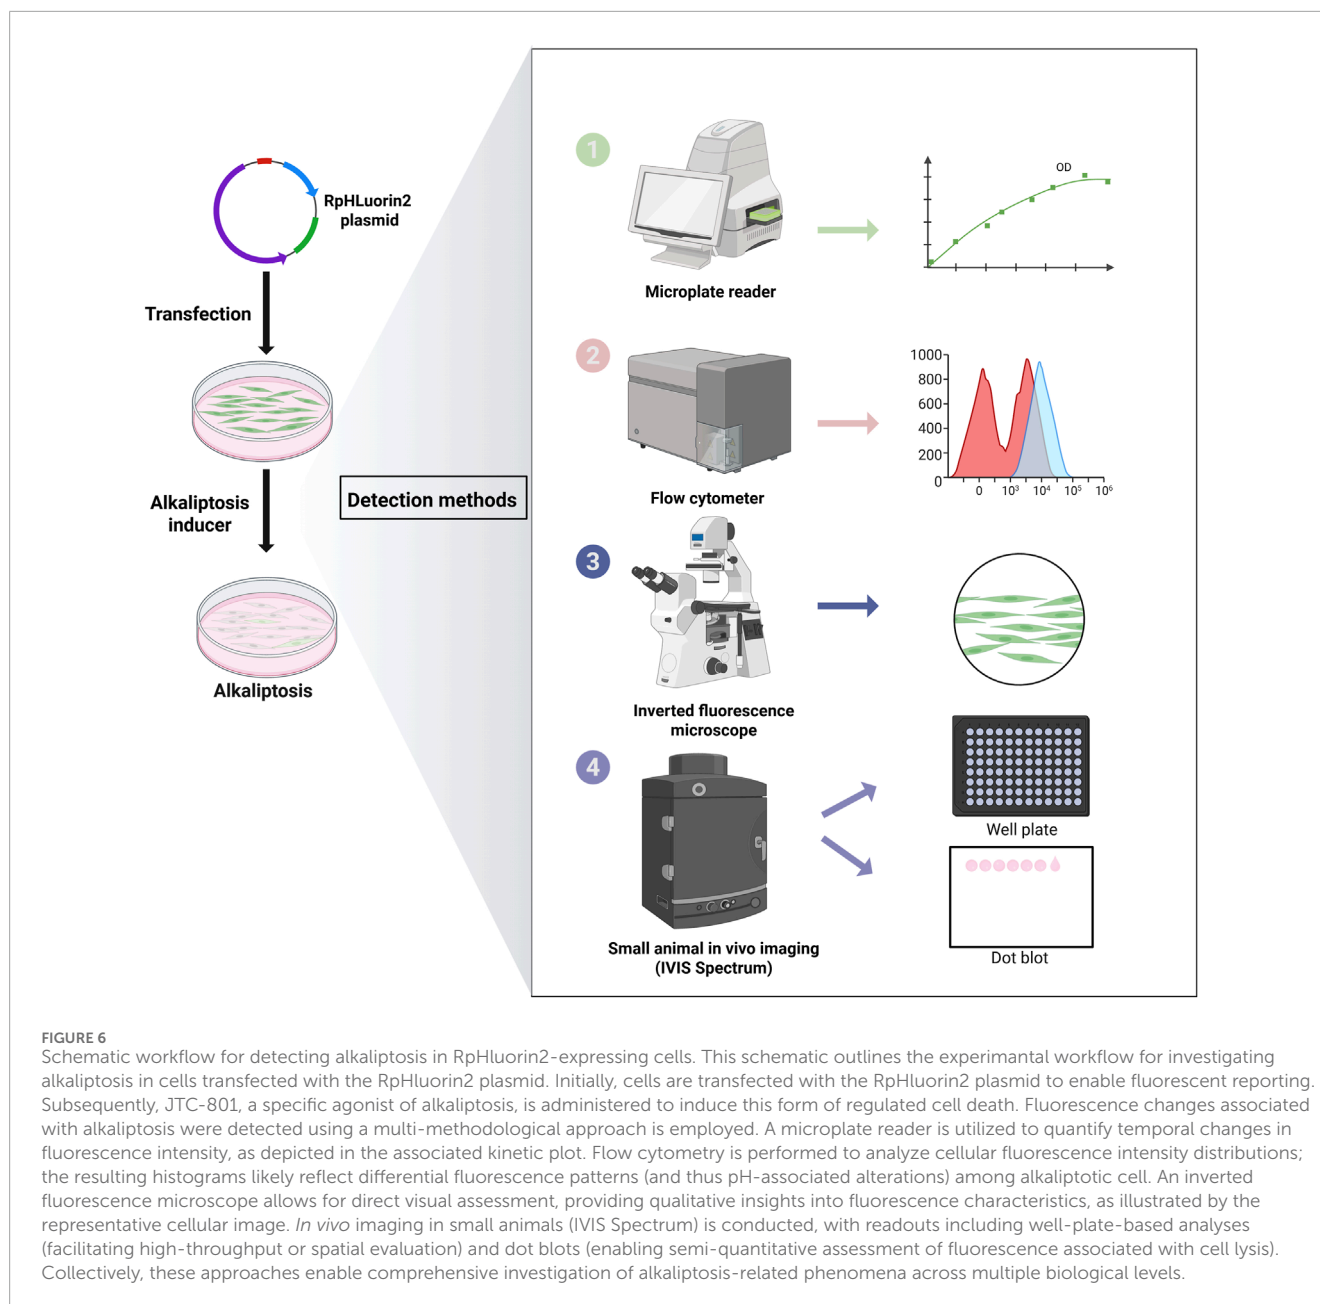 RpHLuorin2
plasmid
Transfection
Alkaliptosis
inducer
Alkaliptosis
Detection methods
1
OD
Microplate reader
2
1000
800
600
400
200
0
0 10³ 10⁴ 10⁵ 10⁶
Flow cytometer
3
Inverted fluorescence
microscope
4
Well plate
Dot blot
Small animal in vivo imaging
(IVIS Spectrum)
FIGURE 6
Schematic workflow for detecting alkaliptosis in RpHluorin2-expressing cells. This schematic outlines the experimantal workflow for investigating
alkaliptosis in cells transfected with the RpHluorin2 plasmid. Initially, cells are transfected with the RpHluorin2 plasmid to enable fluorescent reporting.
Subsequently, JTC-801, a specific agonist of alkaliptosis, is administered to induce this form of regulated cell death. Fluorescence changes associated
with alkaliptosis were detected using a multi-methodological approach is employed. A microplate reader is utilized to quantify temporal changes in
fluorescence intensity, as depicted in the associated kinetic plot. Flow cytometry is performed to analyze cellular fluorescence intensity distributions;
the resulting histograms likely reflect differential fluorescence patterns (and thus pH-associated alterations) among alkaliptotic cell. An inverted
fluorescence microscope allows for direct visual assessment, providing qualitative insights into fluorescence characteristics, as illustrated by the
representative cellular image. In vivo imaging in small animals (IVIS Spectrum) is conducted, with readouts including well-plate-based analyses
(facilitating high-throughput or spatial evaluation) and dot blots (enabling semi-quantitative assessment of fluorescence associated with cell lysis).
Collectively, these approaches enable comprehensive investigation of alkaliptosis-related phenomena across multiple biological levels.